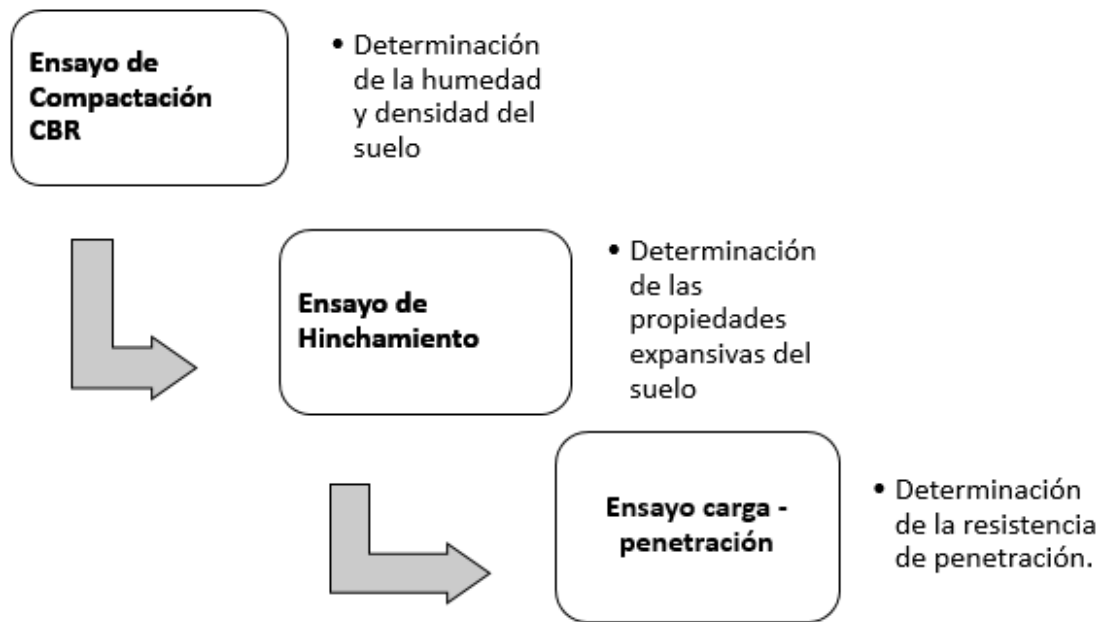 Ensayo de
Compactación
CBR
• Determinación
de la humedad
y densidad del
suelo
Ensayo de
Hinchamiento
• Determinación
de las
propiedades
expansivas del
suelo
Ensayo carga -
penetración
• Determinación
de la resistencia
de penetración.